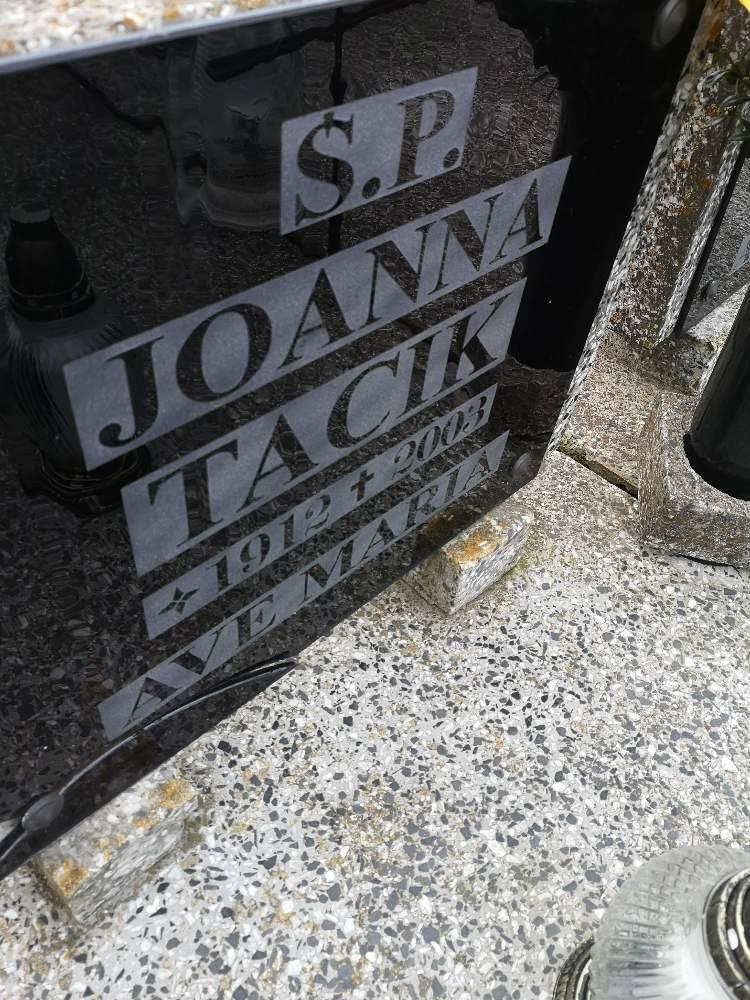 Ś.P.
JOANNA
TACIK
✦ 1912 ✝ 2003
AVE MARIA